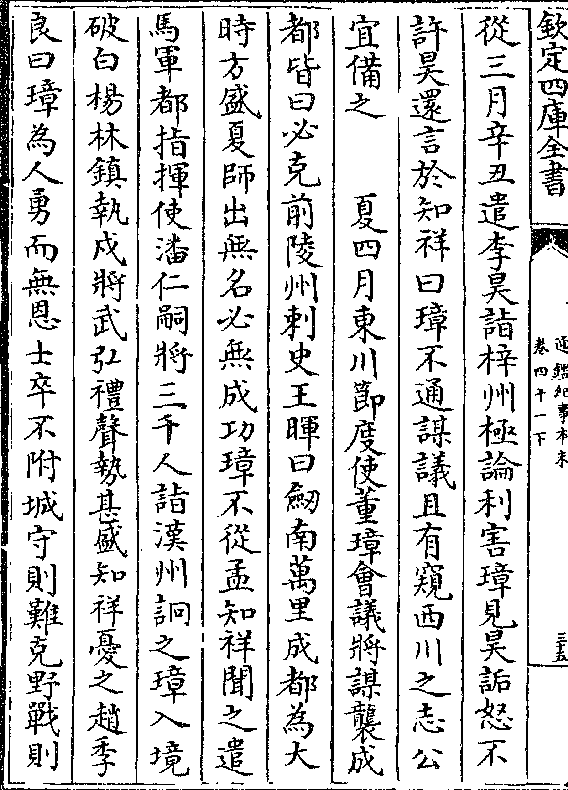 欽定四庫全書
通鑑紀事本末
卷四十一下
三十五
從三月辛丑遣李昊詣梓州極論利害璋見昊詬怒不
許昊還言於知祥曰璋不通謀議且有窺西川之志公
宜備之　　夏四月東川節度使董璋會議將謀襲成
都皆曰必克前陵州刺史王暉曰劒南萬里成都為大
時方盛夏師出無名必無成功璋不從孟知祥聞之遣
馬軍都指揮使潘仁嗣將三千人詣漢州詗之璋入境
破白楊林鎮執戍將武弘禮聲勢甚盛知祥憂之趙季
良曰璋為人勇而無恩士卒不附城守則難克野戰則